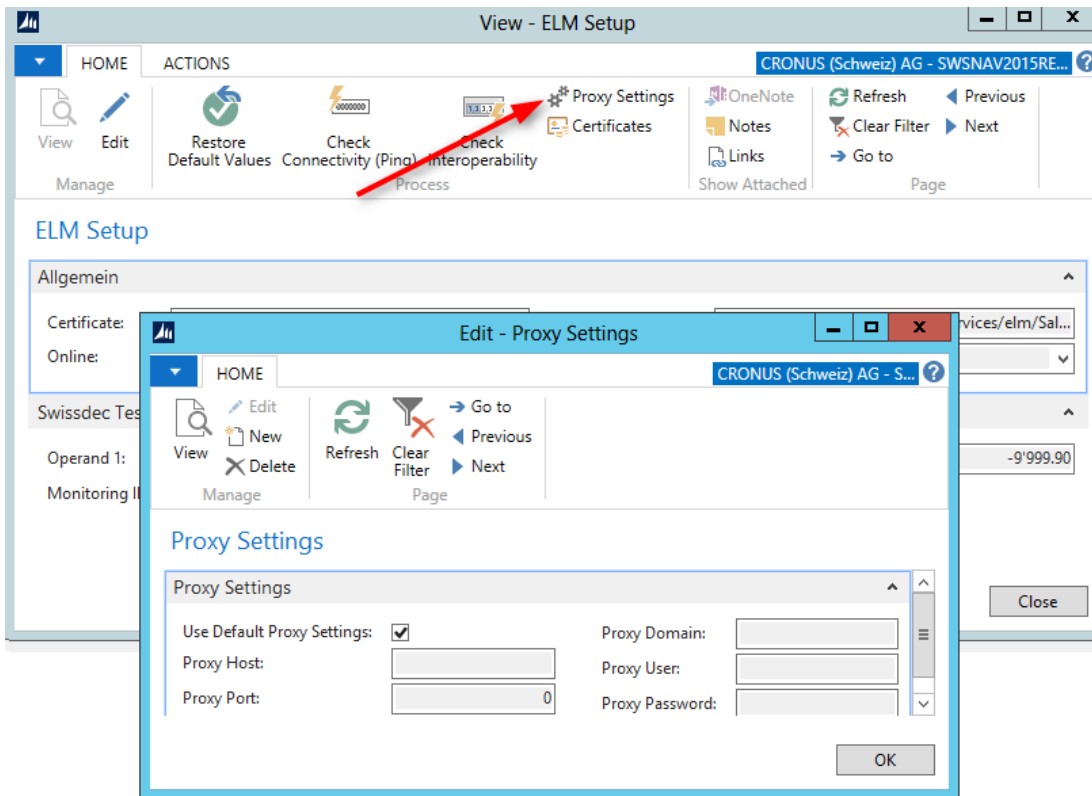 View - ELM Setup
HOME ACTIONS CRONUS (Schweiz) AG - SWSNAV2015RE...
View
Edit
Restore
Default Values
Check
Connectivity (Ping)
Check
Interoperability
Proxy Settings
Certificates
OneNote
Notes
Links
Refresh
Clear Filter
Go to
Previous
Next
Manage Process Show Attached Page
ELM Setup
Allgemein
Certificate: rvices/elm/Sal...
Online:
Swissdec Tes
Operand 1: -9'999.90
Monitoring I
Close
Edit - Proxy Settings
HOME CRONUS (Schweiz) AG - S...
View
Edit
New
Delete
Refresh
Clear
Filter
Go to
Previous
Next
Manage Page
Proxy Settings
Proxy Settings
Use Default Proxy Settings: Proxy Domain:
Proxy Host: Proxy User:
Proxy Port: 0 Proxy Password:
OK